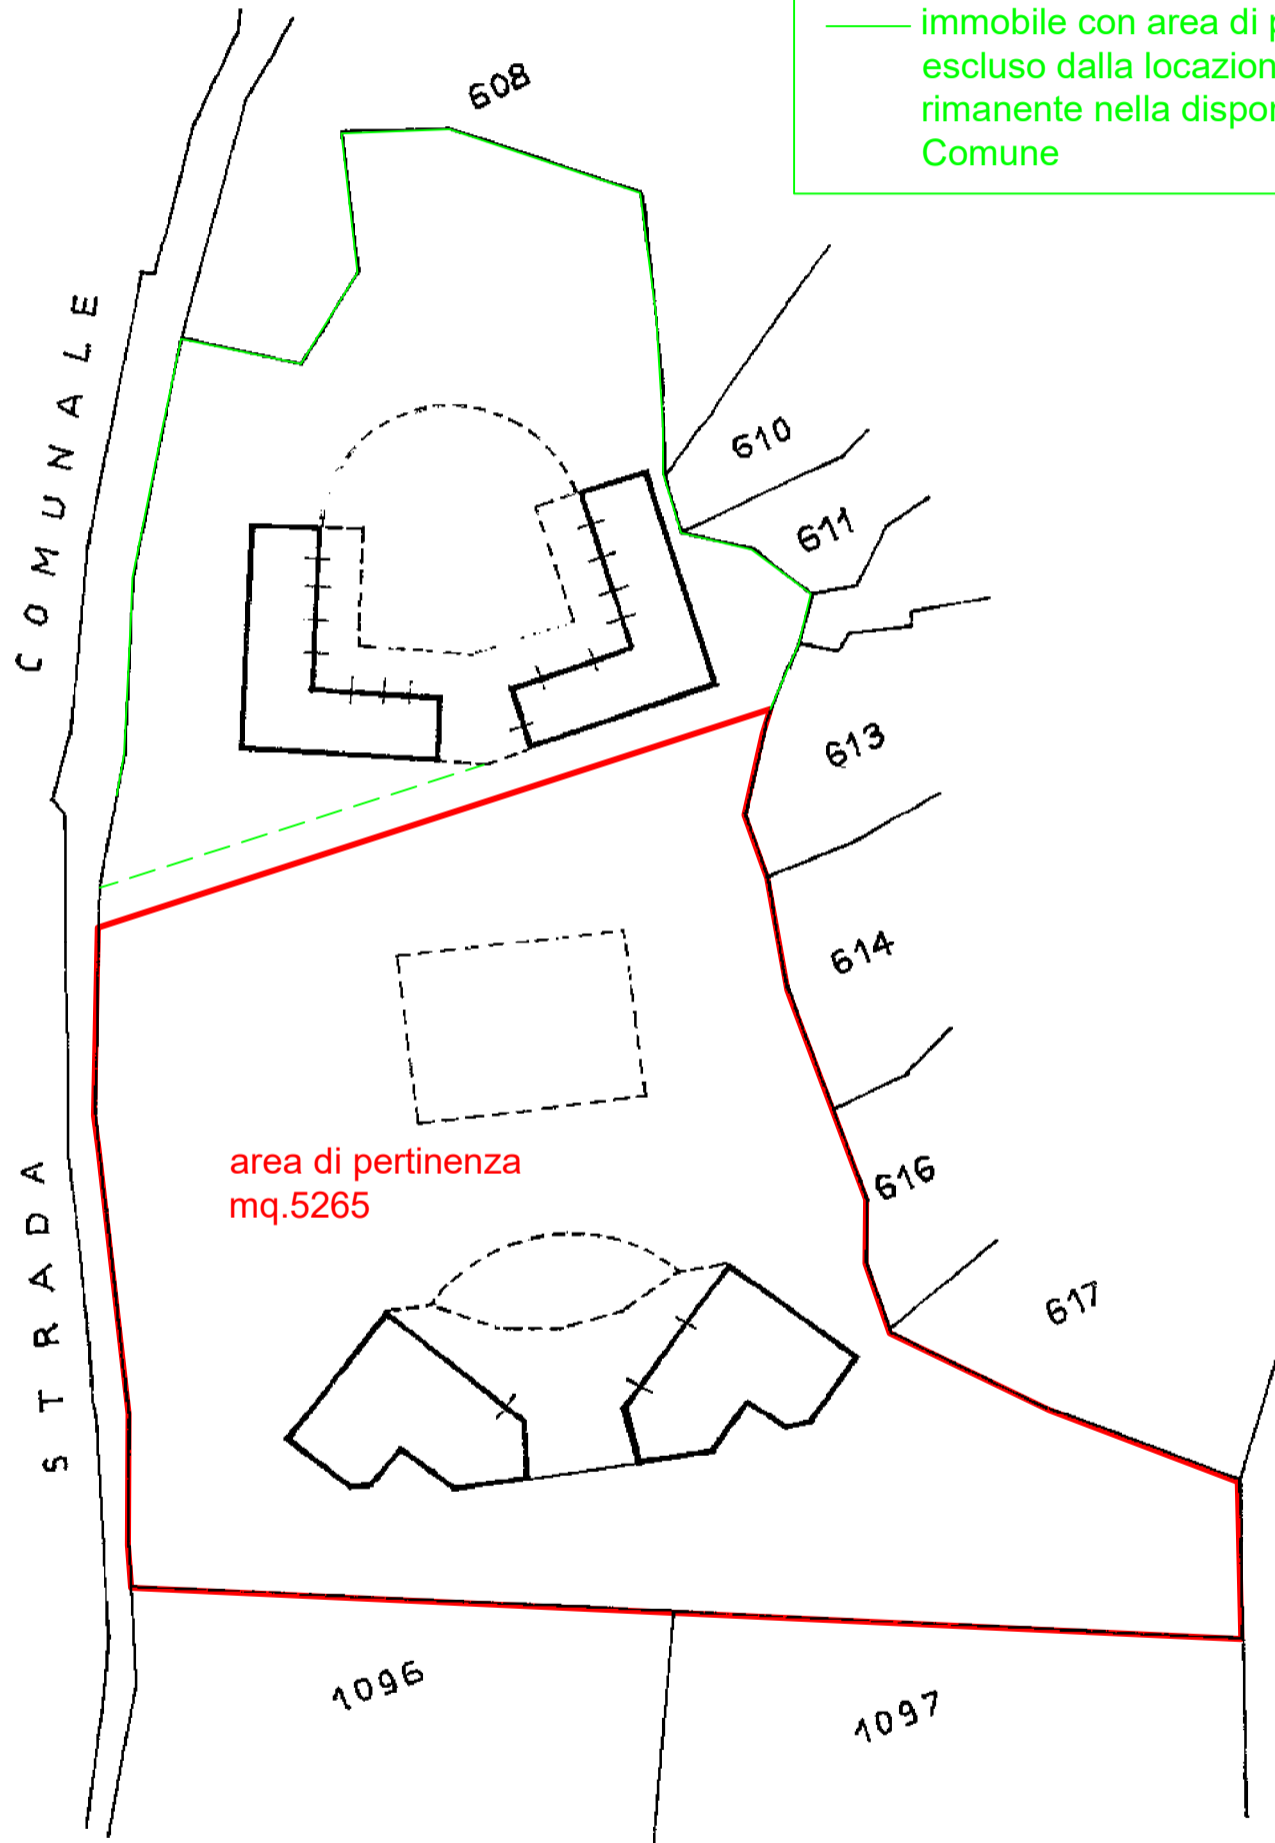 immobile con area di p
escluso dalla locazion
rimanente nella dispo
Comune
608
610
611
613
614
616
617
COMUNALE
STRADA
area di pertinenza
mq.5265
1096
1097